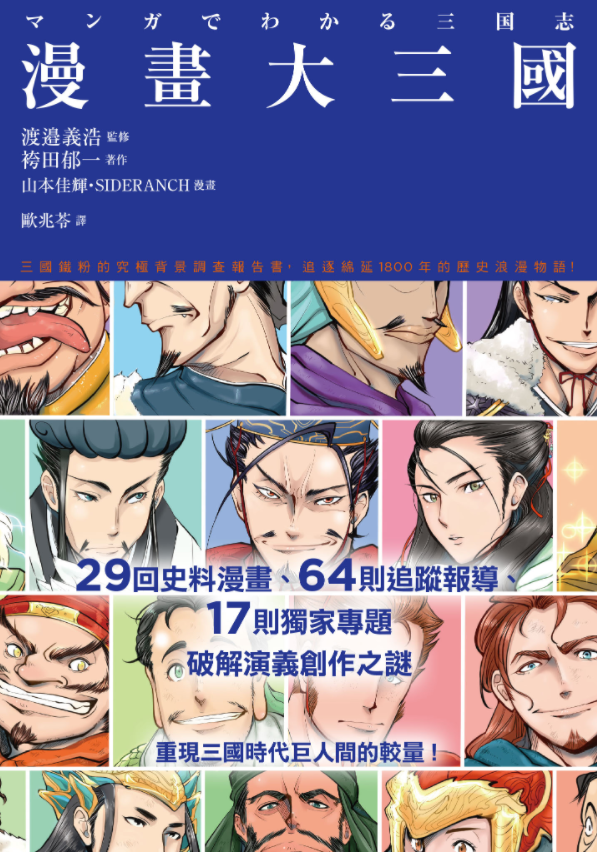 マンガでわかる三国志
漫畫大三國
渡邉義浩 監修
袴田郁一 著作
山本佳輝・SIDERANCH 漫畫
歐兆苓 譯
三國鐵粉的究極背景調查報告書，追逐綿延1800年的歷史浪漫物語！
29回史料漫畫、64則追蹤報導、
17則獨家專題
破解演義創作之謎
重現三國時代巨人間的較量！